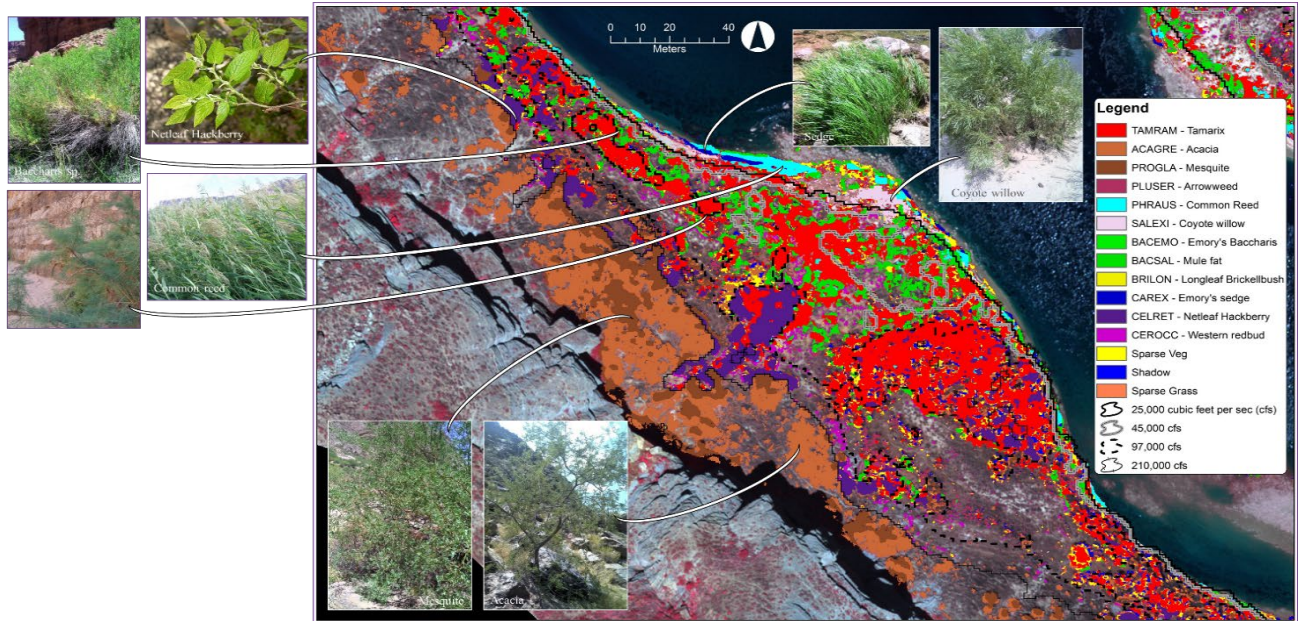 Baccharis sp.
Netleaf Hackberry
Common reed
0 10 20 40
Meters
Sedge
Coyote willow
Legend
TAMRAM - Tamarix
ACAGRE - Acacia
PROGLA - Mesquite
PLUSER - Arrowweed
PHRAUS - Common Reed
SALEXI - Coyote willow
BACEMO - Emory's Baccharis
BACSAL - Mule fat
BRILON - Longleaf Brickellbush
CAREX - Emory's sedge
CELRET - Netleaf Hackberry
CEROCC - Western redbud
Sparse Veg
Shadow
Sparse Grass
25,000 cubic feet per sec (cfs)
45,000 cfs
97,000 cfs
210,000 cfs
Mesquite
Acacia